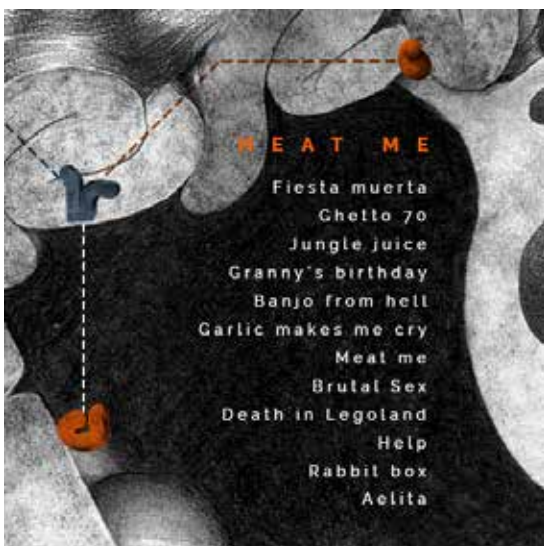 MEAT ME
Fiesta muerta
Ghetto 70
Jungle juice
Granny's birthday
Banjo from hell
Garlic makes me cry
Meat me
Brutal Sex
Death in Legoland
Help
Rabbit box
Aelita